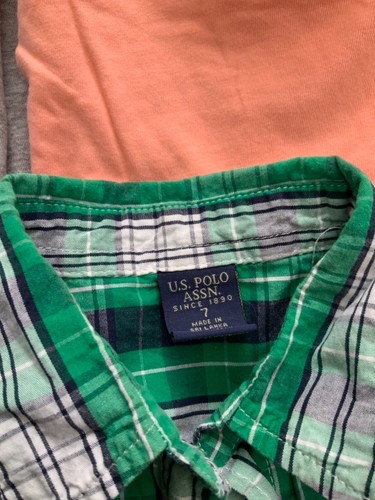 U.S. POLO
ASSN.
SINCE 1890
7
MADE IN
SRI LANKA